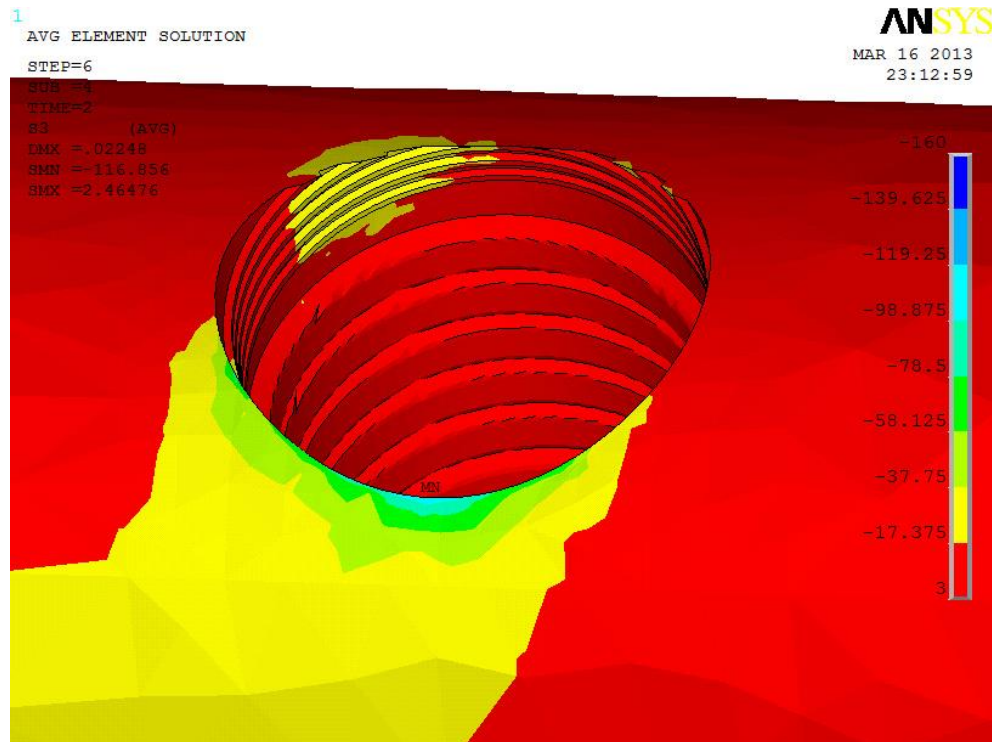 1
AVG ELEMENT SOLUTION
STEP=6
SUB =4
TIME=2
S3 (AVG)
DMX =.02248
SMN =-116.856
SMX =2.46476
ANSYS
MAR 16 2013
23:12:59
-160
-139.625
-119.25
-98.875
-78.5
-58.125
-37.75
-17.375
3
MN